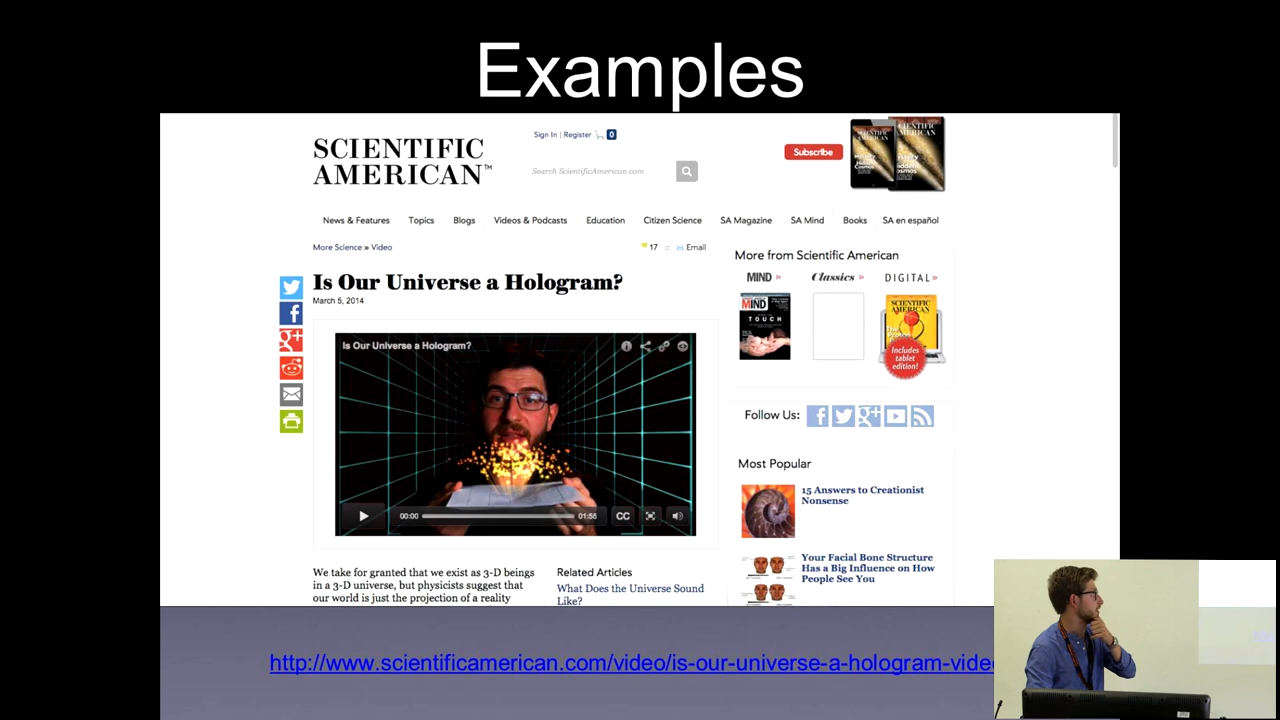 Examples
SCIENTIFIC
AMERICAN™
Sign In | Register
0
Search ScientificAmerican.com
Subscribe
SCIENTIFIC
AMERICAN
News & Features
Topics
Blogs
Videos & Podcasts
Education
Citizen Science
SA Magazine
SA Mind
Books
SA en español
More Science » Video
17 :: Email
Is Our Universe a Hologram?
March 5, 2014
Is Our Universe a Hologram?
00:00
01:55
CC
We take for granted that we exist as 3-D beings
in a 3-D universe, but physicists suggest that
our world is just the projection of a reality
Related Articles
What Does the Universe Sound
Like?
More from Scientific American
MIND »
Classics »
DIGITAL »
MIND
TOUCH
SCIENTIFIC
AMERICAN
Includes
tablet
edition!
Follow Us:
Most Popular
15 Answers to Creationist
Nonsense
Your Facial Bone Structure
Has a Big Influence on How
People See You
http://www.scientificamerican.com/video/is-our-universe-a-hologram-vide